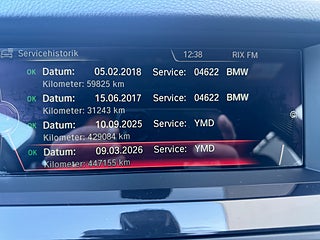 Servicehistorik 12:38 RIX FM
OK Datum: 05.02.2018 Service: 04622 BMW
Kilometer: 59825 km
OK Datum: 15.06.2017 Service: 04622 BMW
Kilometer: 31243 km
OK Datum: 10.09.2025 Service: YMD
Kilometer: 429084 km
OK Datum: 09.03.2026 Service: YMD
Kilometer: 447155 km